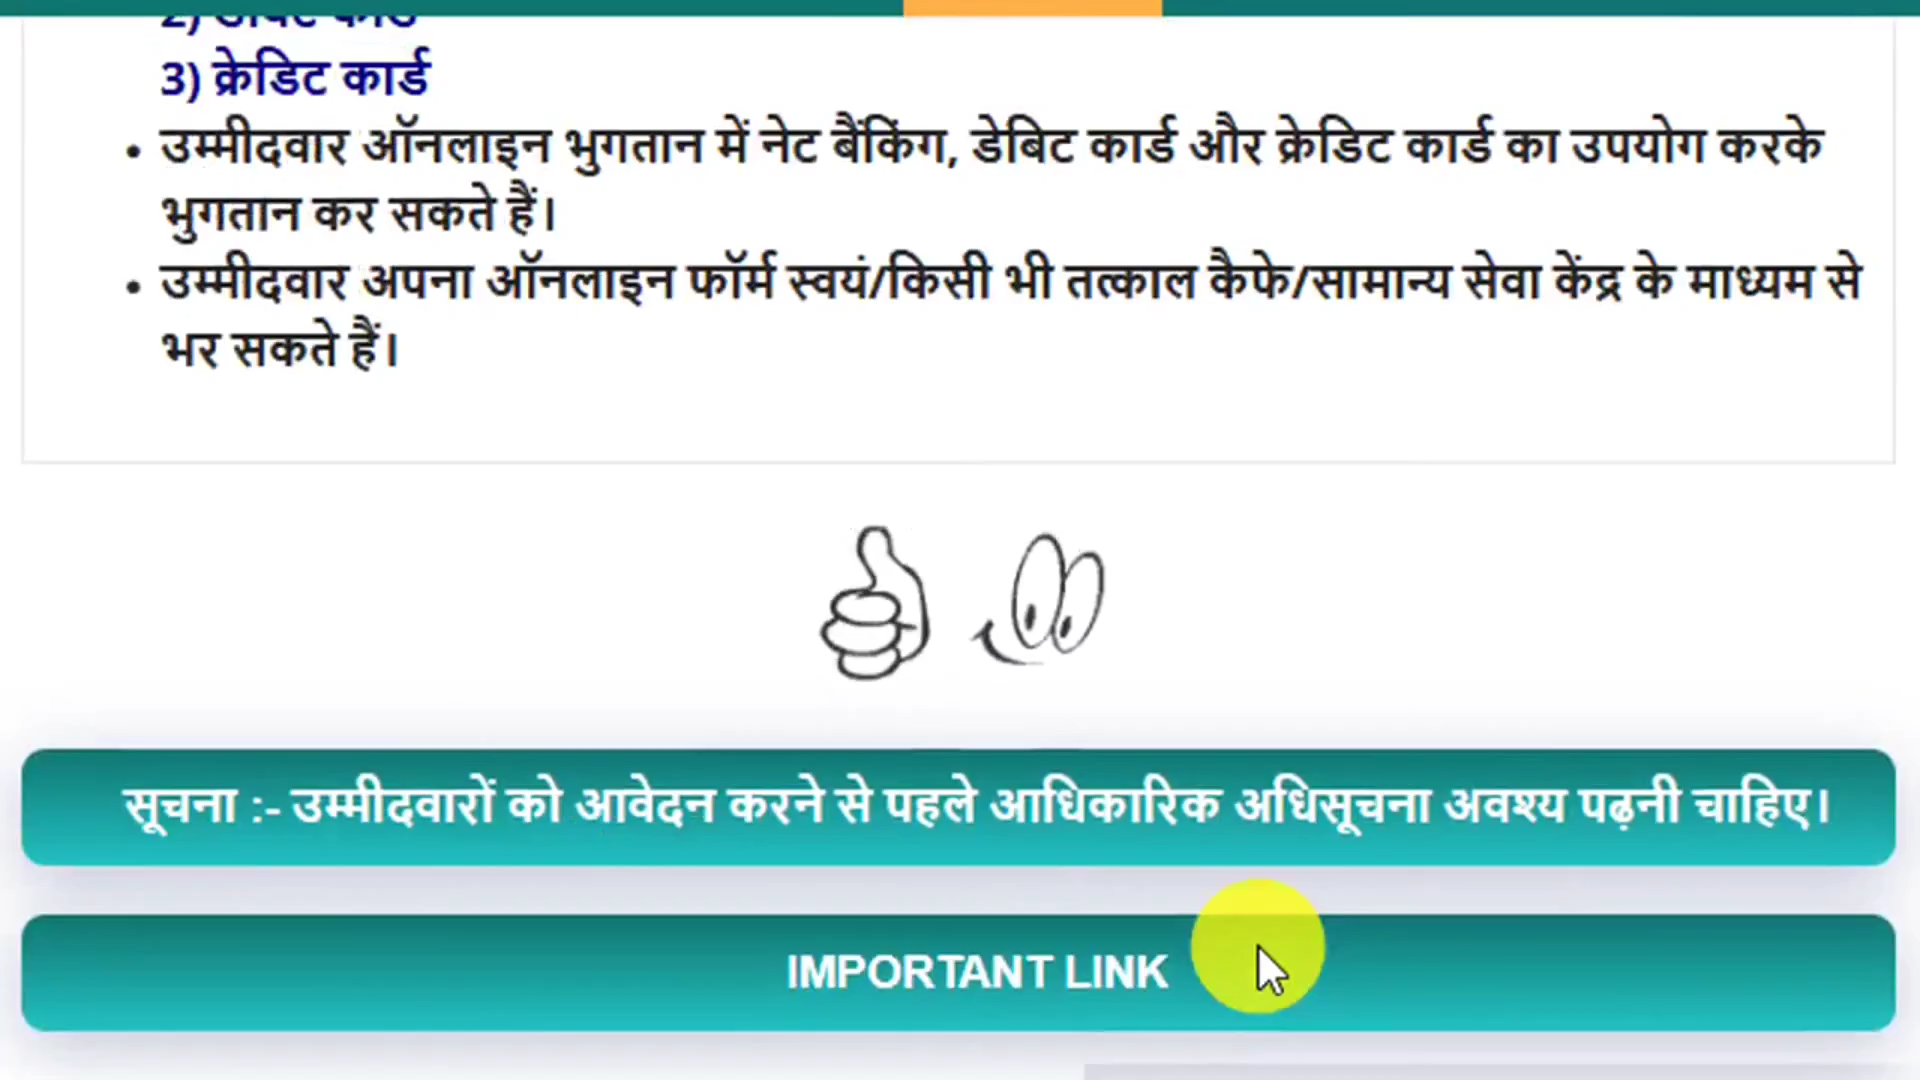 3) क्रेडिट कार्ड
• उम्मीदवार ऑनलाइन भुगतान में नेट बैंकिंग, डेबिट कार्ड और क्रेडिट कार्ड का उपयोग करके
भुगतान कर सकते हैं।
• उम्मीदवार अपना ऑनलाइन फॉर्म स्वयं/किसी भी तत्काल कैफे/सामान्य सेवा केंद्र के माध्यम से
भर सकते हैं।
सूचना :- उम्मीदवारों को आवेदन करने से पहले आधिकारिक अधिसूचना अवश्य पढ़नी चाहिए।
IMPORTANT LINK